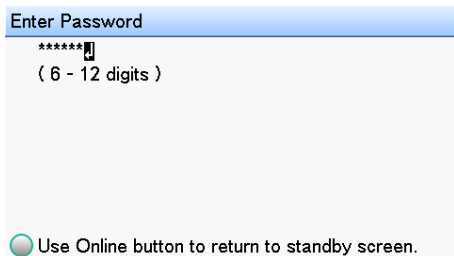 Enter Password
******↲
( 6 - 12 digits )
Use Online button to return to standby screen.